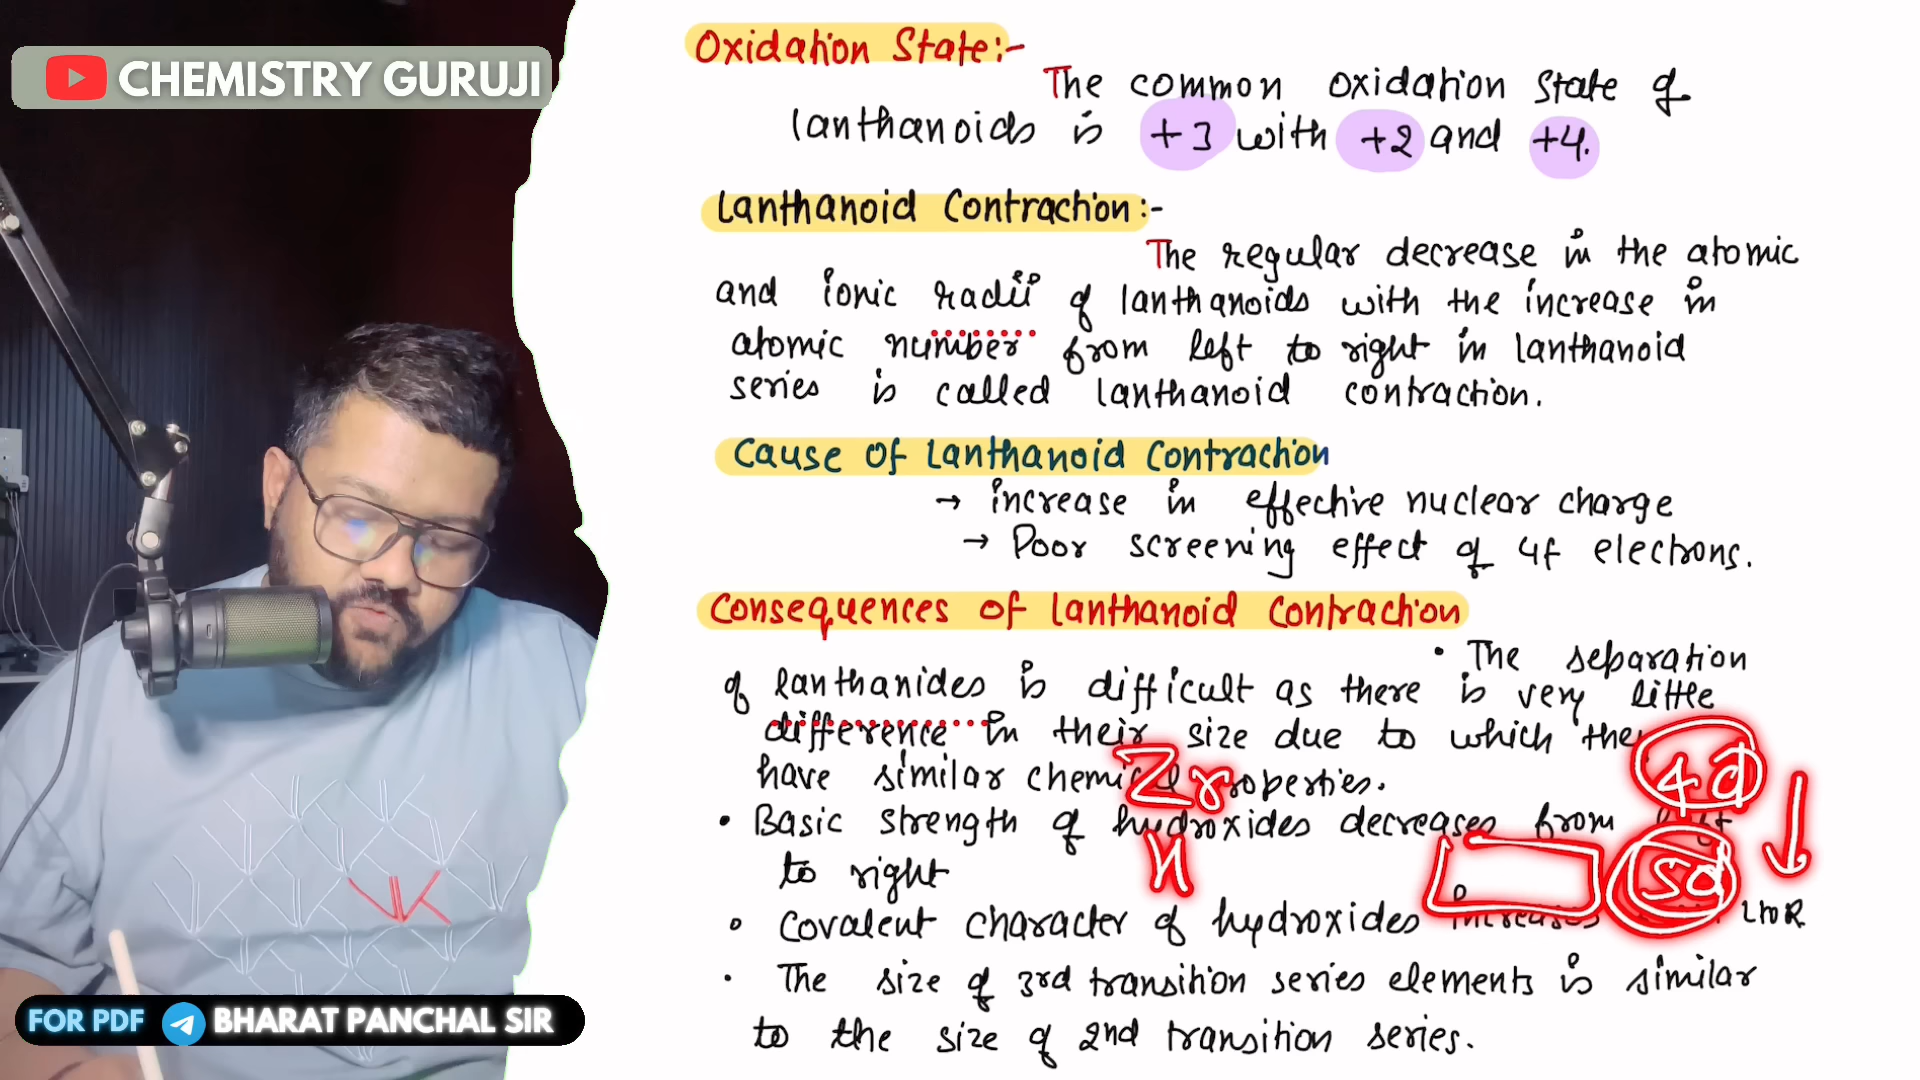 CHEMISTRY GURUJI
Oxidation State:-
The common oxidation state of
lanthanoids is +3 with +2 and +4.
Lanthanoid Contraction:-
The regular decrease in the atomic
and ionic radii of lanthanoids with the increase in
atomic number from left to right in lanthanoid
series is called lanthanoid contraction.
Cause of Lanthanoid Contraction
→ increase in effective nuclear charge
→ Poor screening effect of 4f electrons.
Consequences of Lanthanoid Contraction
• The separation
of lanthanides is difficult as there is very little
difference in their size due to which
have similar
4d
Zr
• Basic strength of hydroxides decreases from
to right
5d
• Covalent character of hydroxides increases L to R
• The size of 3rd transition series elements is similar
to the size of 2nd transition series.
FOR PDF BHARAT PANCHAL SIR